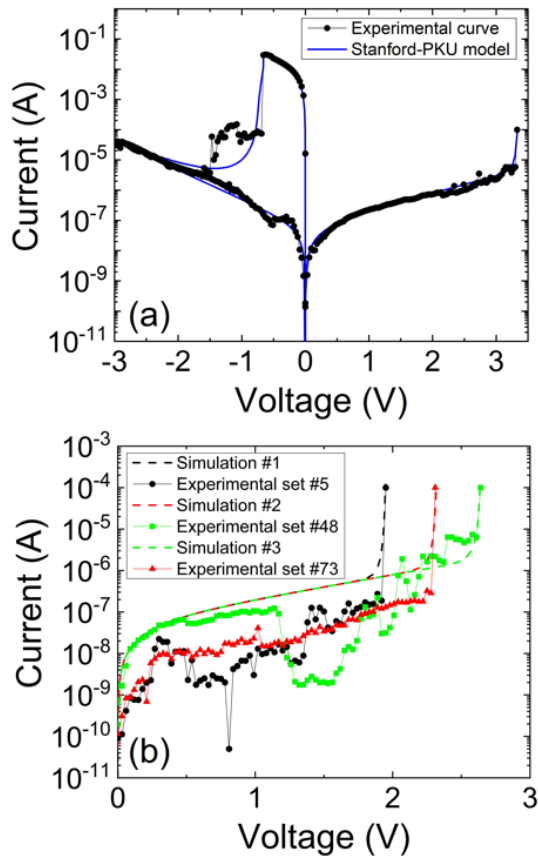 Experimental curve
Stanford-PKU model
10⁻¹
10⁻³
10⁻⁵
10⁻⁷
10⁻⁹
10⁻¹¹
Current (A)
(a)
-3 -2 -1 0 1 2 3
Voltage (V)
Simulation #1
Experimental set #5
Simulation #2
Experimental set #48
Simulation #3
Experimental set #73
10⁻³
10⁻⁴
10⁻⁵
10⁻⁶
10⁻⁷
10⁻⁸
10⁻⁹
10⁻¹⁰
10⁻¹¹
Current (A)
(b)
0 1 2 3
Voltage (V)